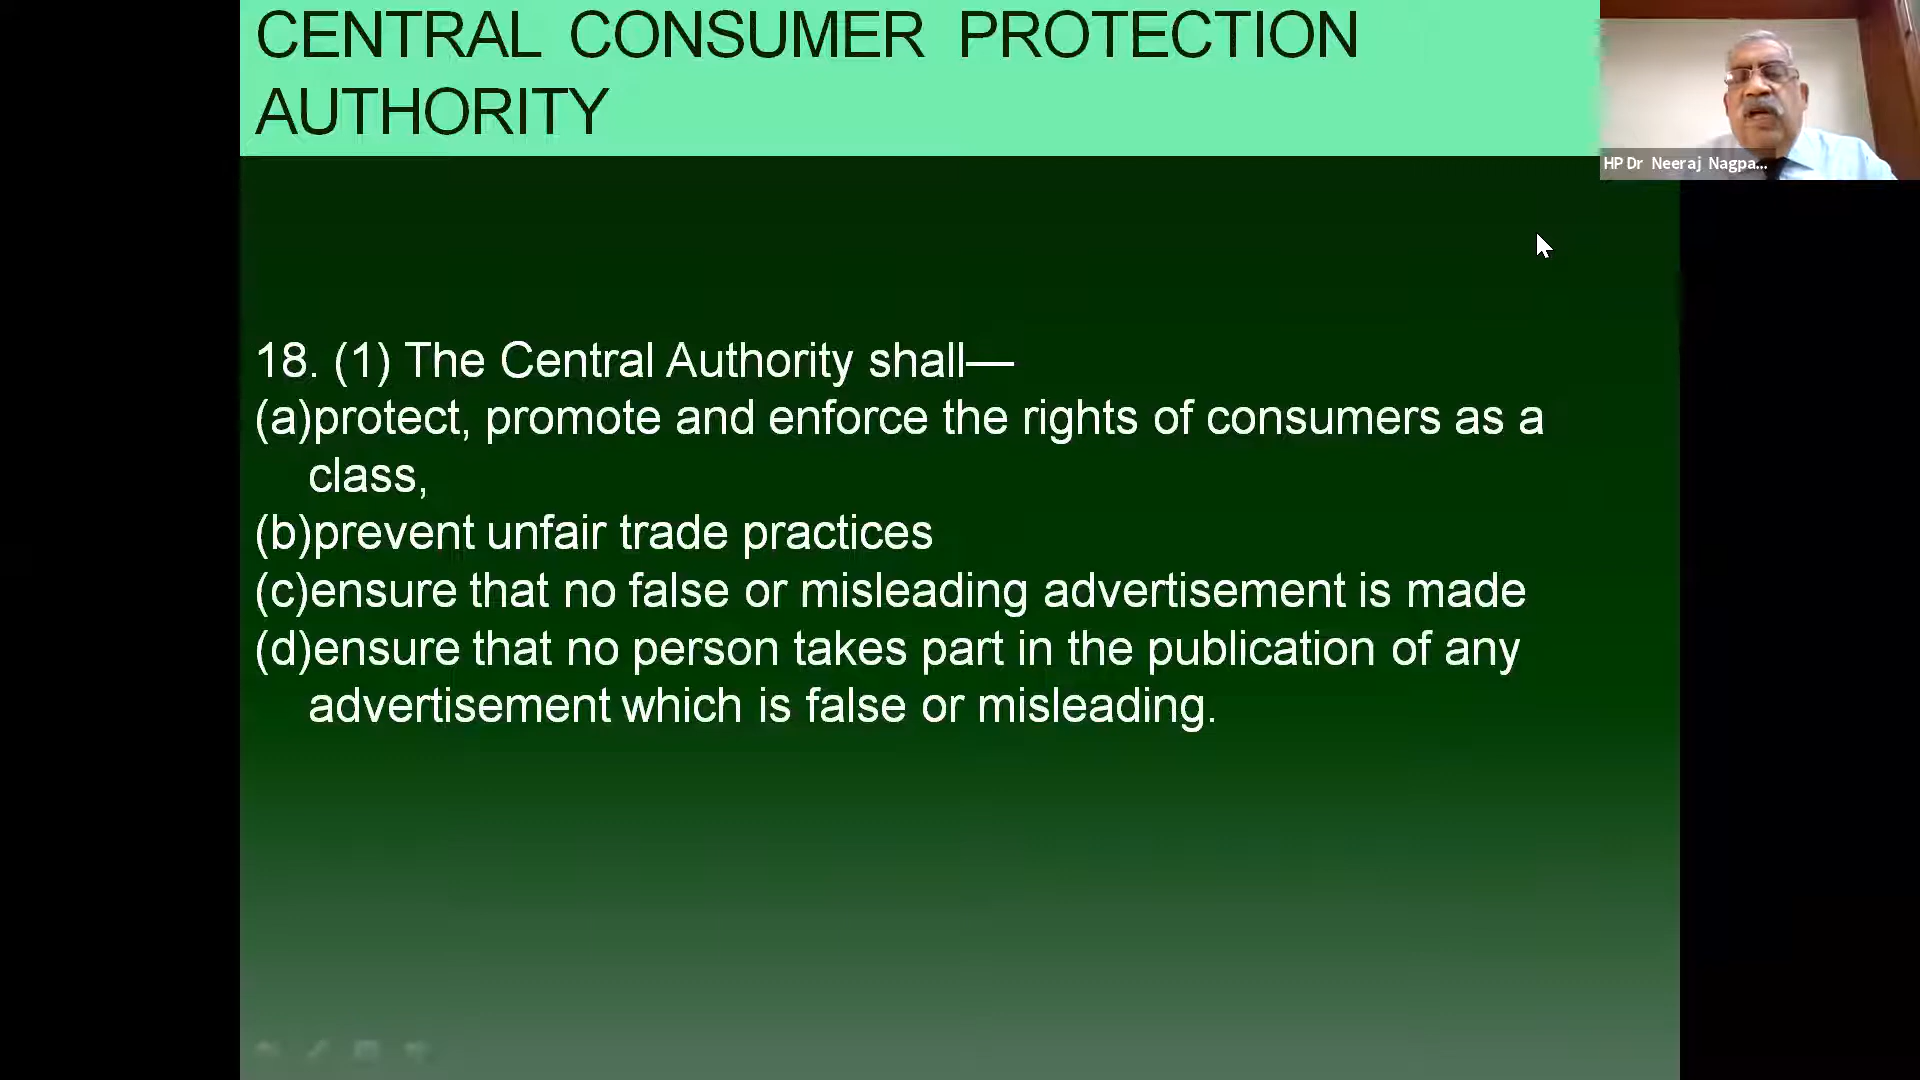 CENTRAL CONSUMER PROTECTION
AUTHORITY
HP Dr Neeraj Nagpa...
18. (1) The Central Authority shall—
(a)protect, promote and enforce the rights of consumers as a
class,
(b)prevent unfair trade practices
(c)ensure that no false or misleading advertisement is made
(d)ensure that no person takes part in the publication of any
advertisement which is false or misleading.